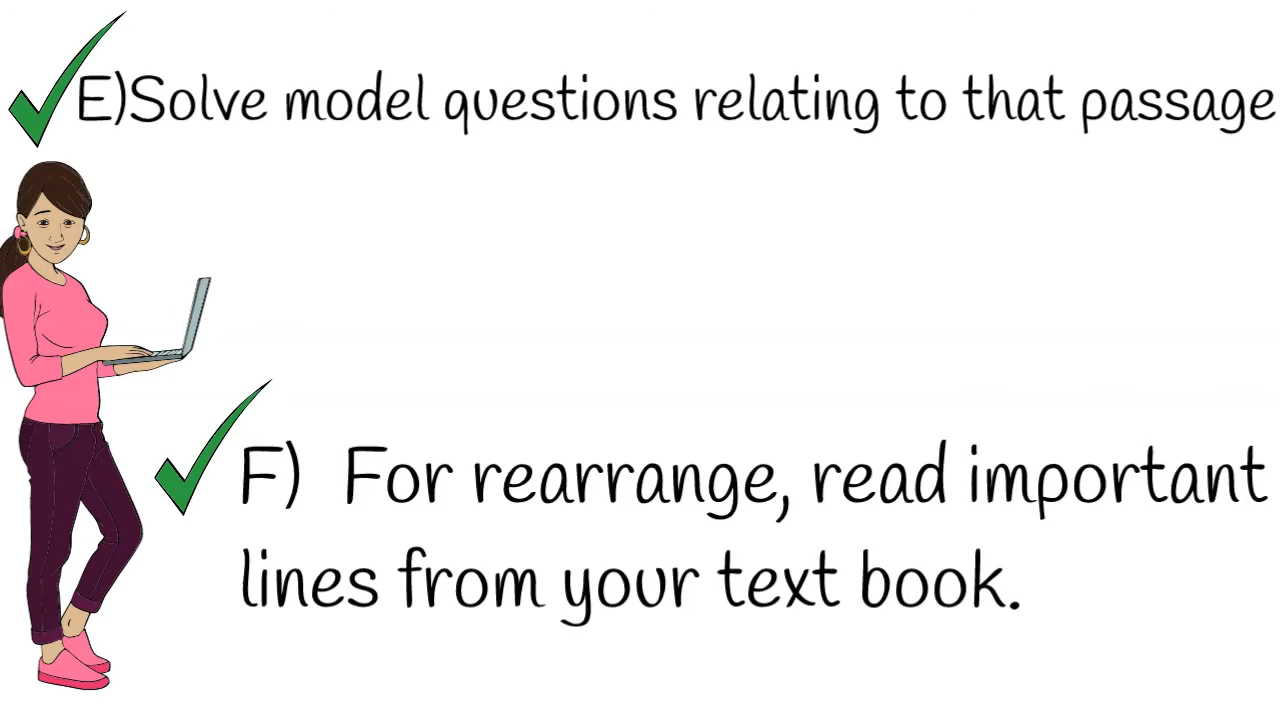 E)Solve model questions relating to that passage
F) For rearrange, read important
lines from your text book.